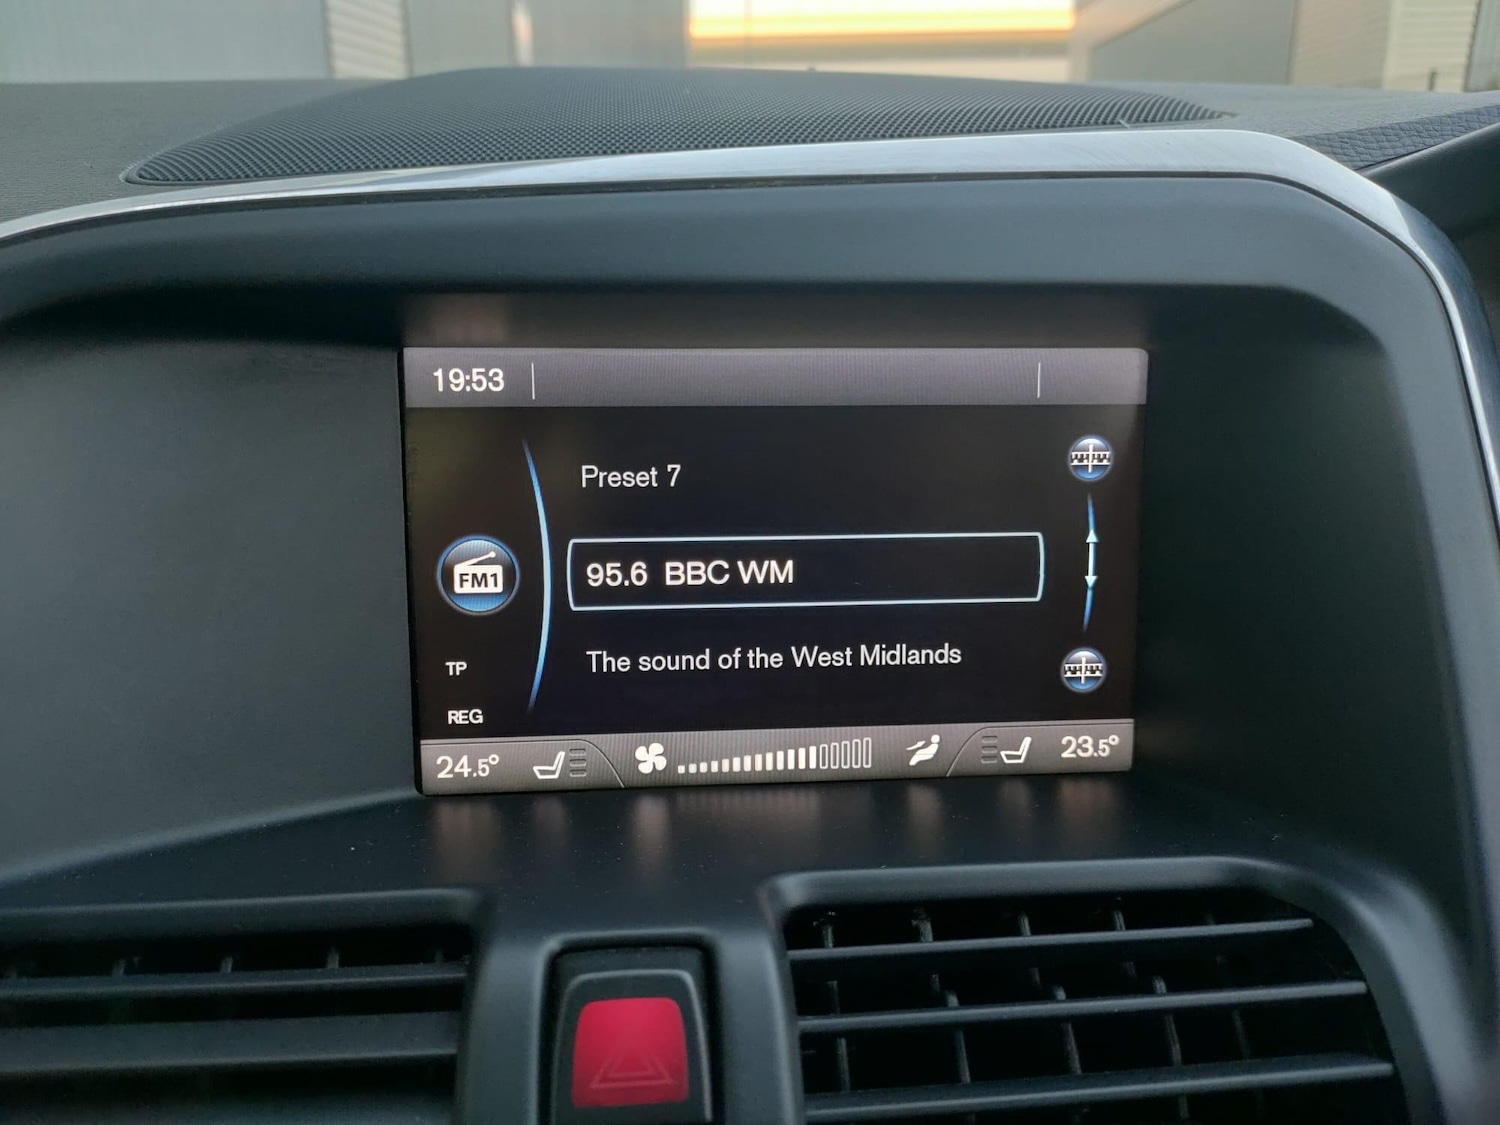 19:53
Preset 7
95.6 BBC WM
FM1
The sound of the West Midlands
TP
REG
24.5° 23.5°